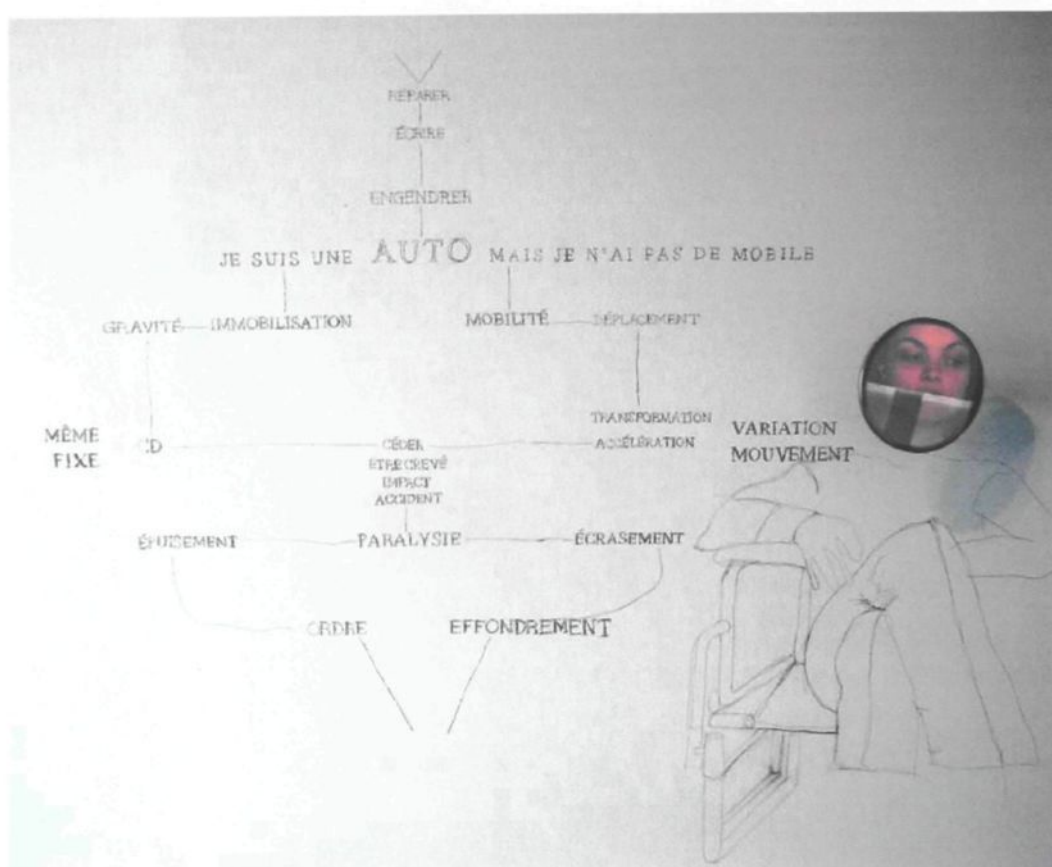 RÉPARER
ÉCRIRE
ENGENDRER
JE SUIS UNE AUTO MAIS JE N'AI PAS DE MOBILE
GRAVITÉ IMMOBILISATION MOBILITÉ DÉPLACEMENT
TRANSFORMATION
MÊME FIXE
CÉDER
ACCÉLÉRATION
VARIATION
MOUVEMENT
ÊTRE CREVÉ
IMPACT
ACCIDENT
ÉPUISEMENT PARALYSIE ÉCRASEMENT
ORDRE EFFONDREMENT